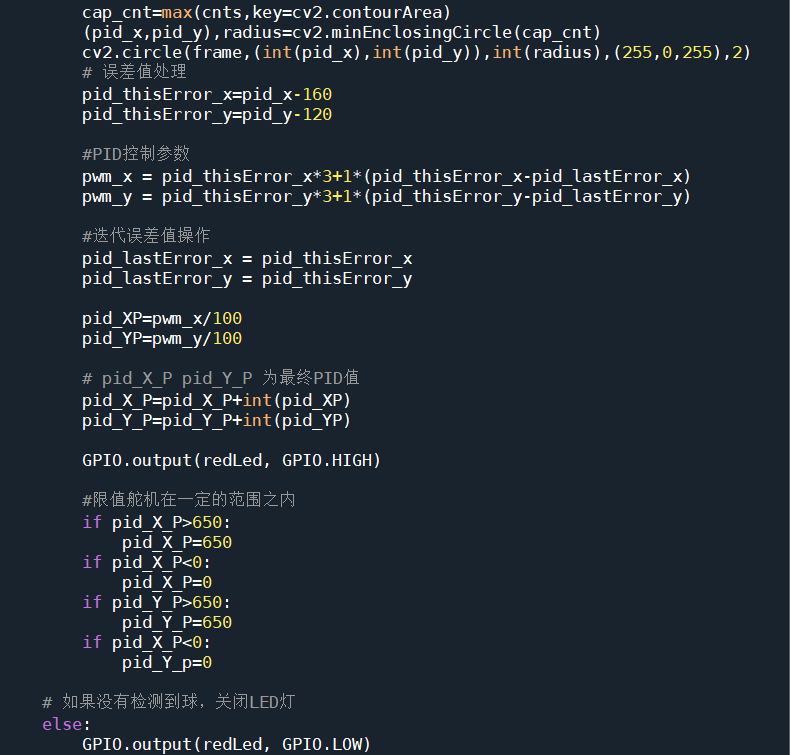 cap_cnt=max(cnts,key=cv2.contourArea)
(pid_x,pid_y),radius=cv2.minEnclosingCircle(cap_cnt)
cv2.circle(frame,(int(pid_x),int(pid_y)),int(radius),(255,0,255),2)
# 误差值处理
pid_thisError_x=pid_x-160
pid_thisError_y=pid_y-120
#PID控制参数
pwm_x = pid_thisError_x*3+1*(pid_thisError_x-pid_lastError_x)
pwm_y = pid_thisError_y*3+1*(pid_thisError_y-pid_lastError_y)
#迭代误差值操作
pid_lastError_x = pid_thisError_x
pid_lastError_y = pid_thisError_y
pid_XP=pwm_x/100
pid_YP=pwm_y/100
# pid_X_P pid_Y_P 为最终PID值
pid_X_P=pid_X_P+int(pid_XP)
pid_Y_P=pid_Y_P+int(pid_YP)
GPIO.output(redLed, GPIO.HIGH)
#限值舵机在一定的范围之内
if pid_X_P>650:
pid_X_P=650
if pid_X_P<0:
pid_X_P=0
if pid_Y_P>650:
pid_Y_P=650
if pid_X_P<0:
pid_Y_p=0
# 如果没有检测到球，关闭LED灯
else:
GPIO.output(redLed, GPIO.LOW)